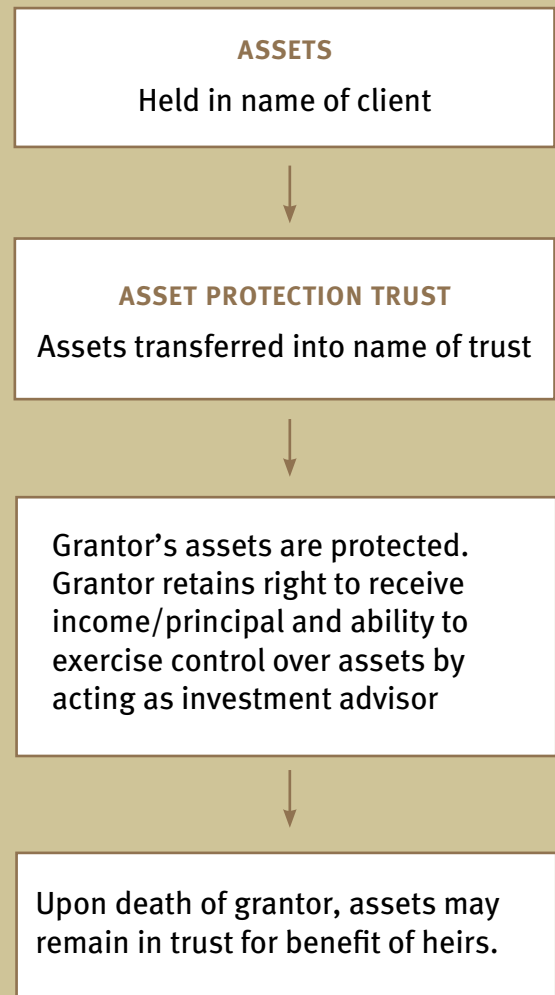 ASSETS
Held in name of client
ASSET PROTECTION TRUST
Assets transferred into name of trust
Grantor’s assets are protected.
Grantor retains right to receive
income/principal and ability to
exercise control over assets by
acting as investment advisor
Upon death of grantor, assets may
remain in trust for benefit of heirs.